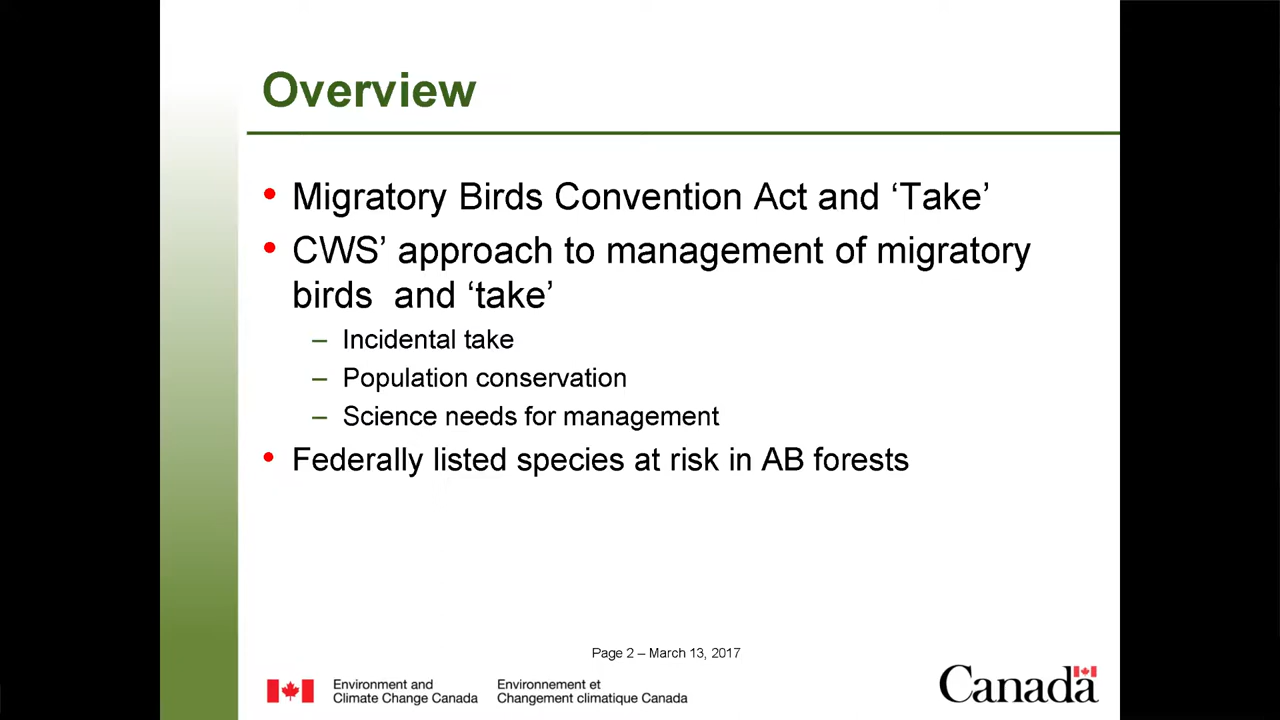 Overview
• Migratory Birds Convention Act and ‘Take’
• CWS’ approach to management of migratory
birds  and ‘take’
– Incidental take
– Population conservation
– Science needs for management
• Federally listed species at risk in AB forests
Page 2 – March 13, 2017
Environment and
Climate Change Canada
Environnement et
Changement climatique Canada
Canada